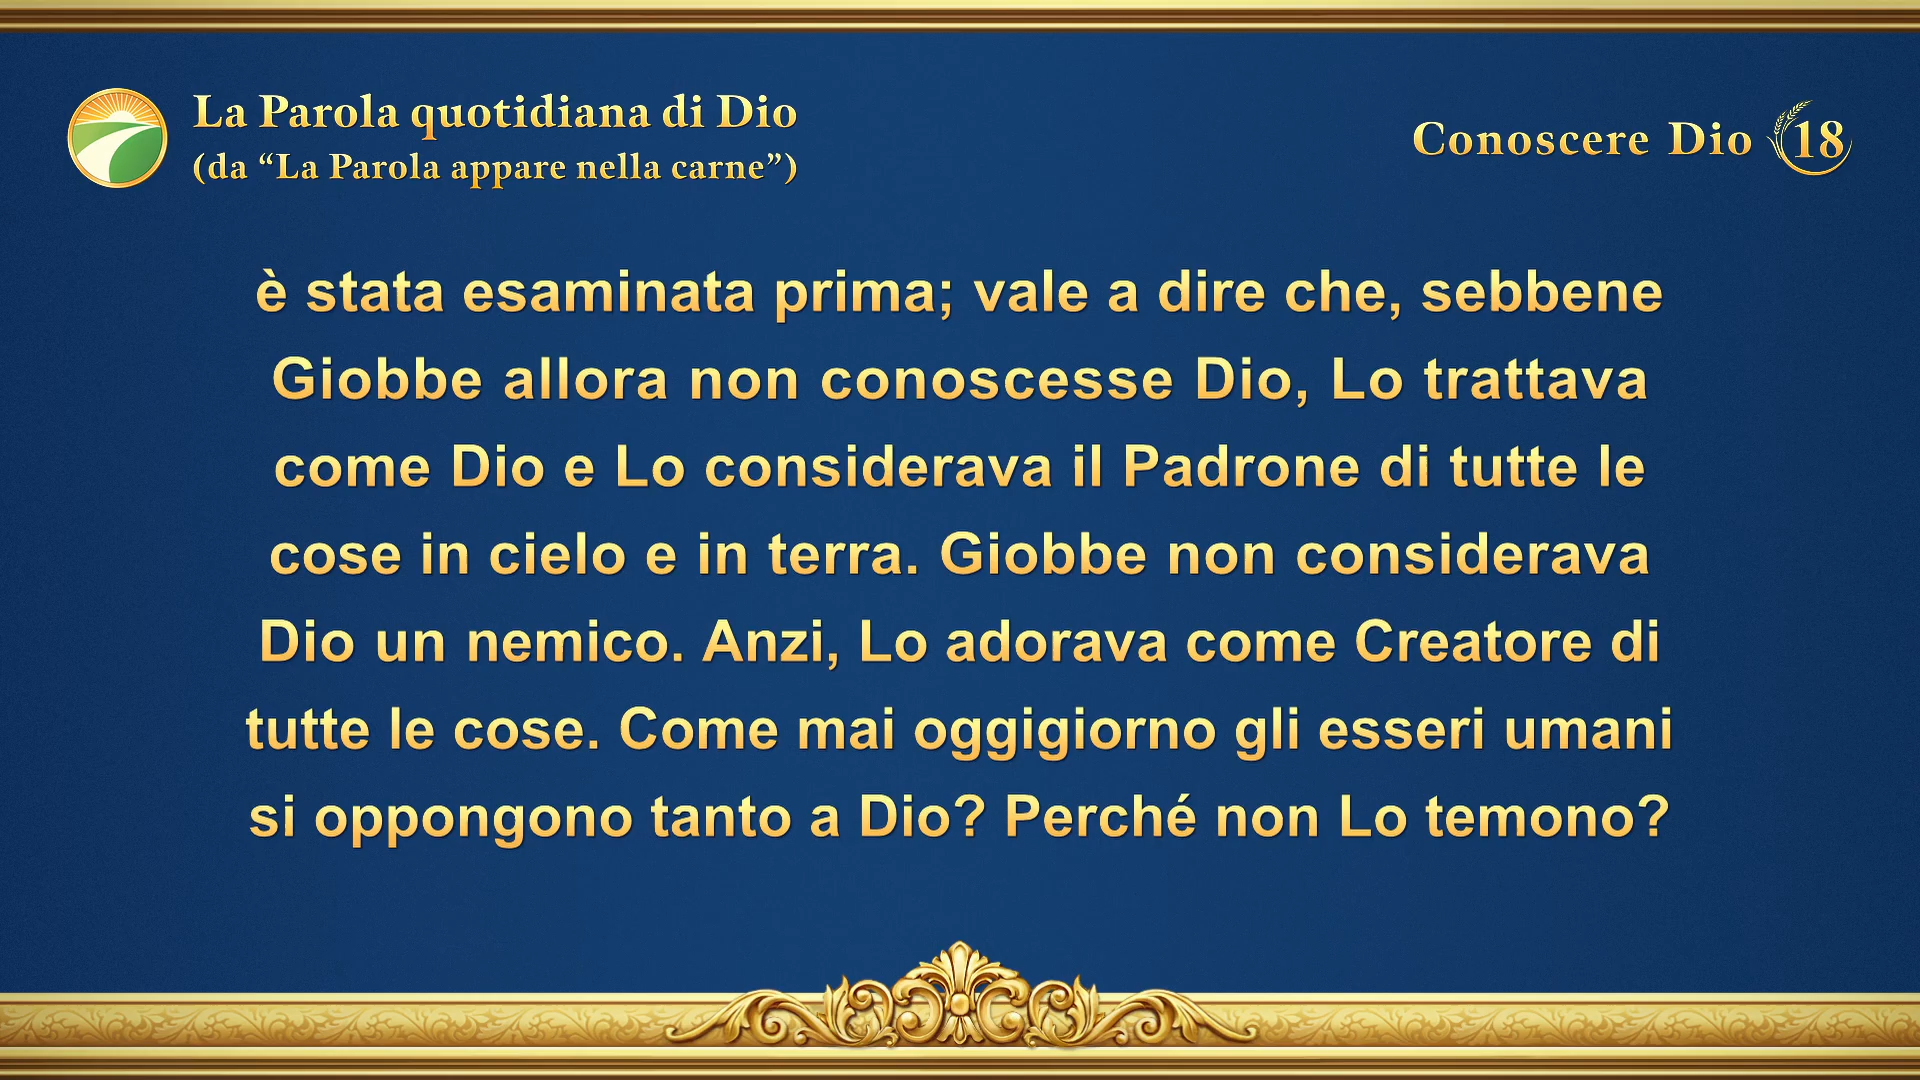 La Parola quotidiana di Dio
(da “La Parola appare nella carne”)
Conoscere Dio 18
è stata esaminata prima; vale a dire che, sebbene
Giobbe allora non conoscesse Dio, Lo trattava
come Dio e Lo considerava il Padrone di tutte le
cose in cielo e in terra. Giobbe non considerava
Dio un nemico. Anzi, Lo adorava come Creatore di
tutte le cose. Come mai oggigiorno gli esseri umani
si oppongono tanto a Dio? Perché non Lo temono?